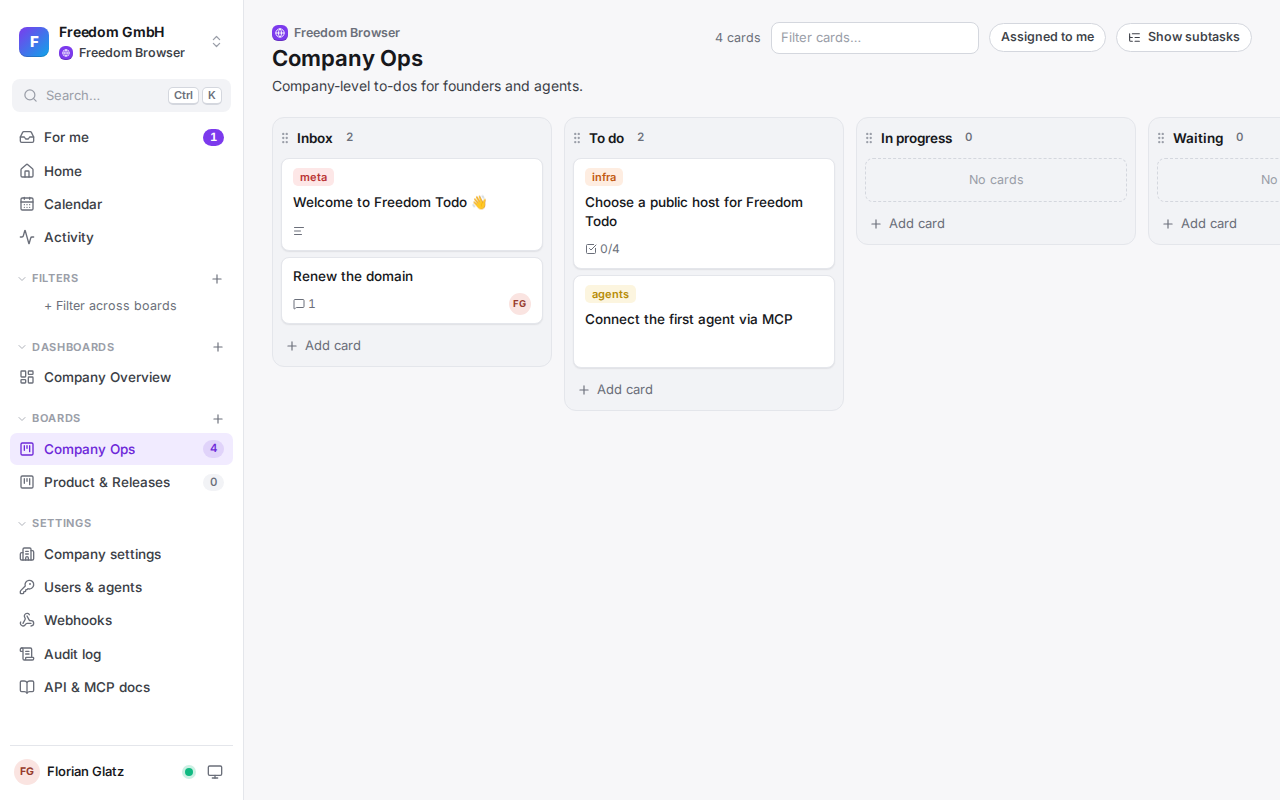 F
Freedom GmbH
Freedom Browser
Search...
Ctrl K
For me 1
Home
Calendar
Activity
FILTERS
+ Filter across boards
DASHBOARDS
Company Overview
BOARDS
Company Ops 4
Product & Releases 0
SETTINGS
Company settings
Users & agents
Webhooks
Audit log
API & MCP docs
FG Florian Glatz
Freedom Browser
Company Ops
Company-level to-dos for founders and agents.
4 cards
Filter cards...
Assigned to me
Show subtasks
Inbox 2
meta
Welcome to Freedom Todo 👋
Renew the domain
1
FG
Add card
To do 2
infra
Choose a public host for Freedom
Todo
0/4
agents
Connect the first agent via MCP
Add card
In progress 0
No cards
Add card
Waiting 0
No
Add card